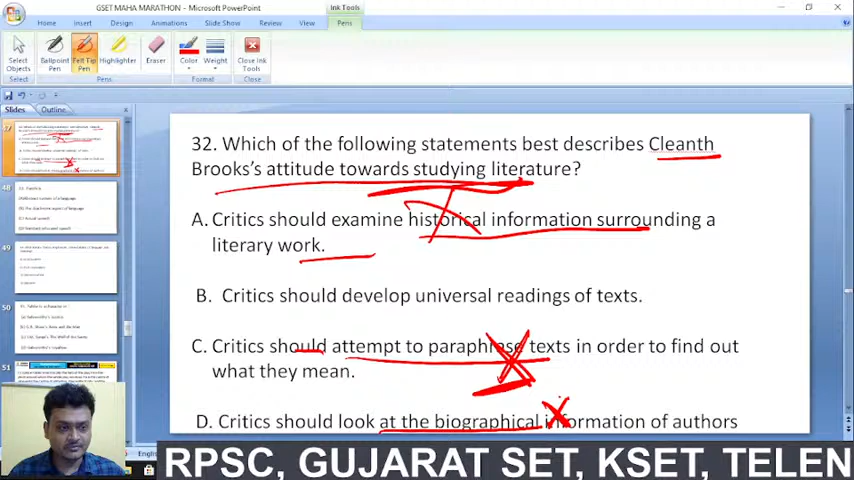 GSET MAHA MARATHON - Microsoft PowerPoint
Ink Tools
Home Insert Design Animations Slide Show Review View Pens
Select Objects
Ballpoint Pen
Felt Tip Pen
Highlighter
Eraser
Color
Weight
Close Ink Tools
Select Pens Format Close
Slides Outline
32. Which of the following statements best describes Cleanth
Brooks's attitude towards studying literature?
A. Critics should examine historical information surrounding a
literary work.
B. Critics should develop universal readings of texts.
C. Critics should attempt to paraphrase texts in order to find out
what they mean.
D. Critics should look at the biographical information of authors
48
49
50
51
RPSC, GUJARAT SET, KSET, TELEN